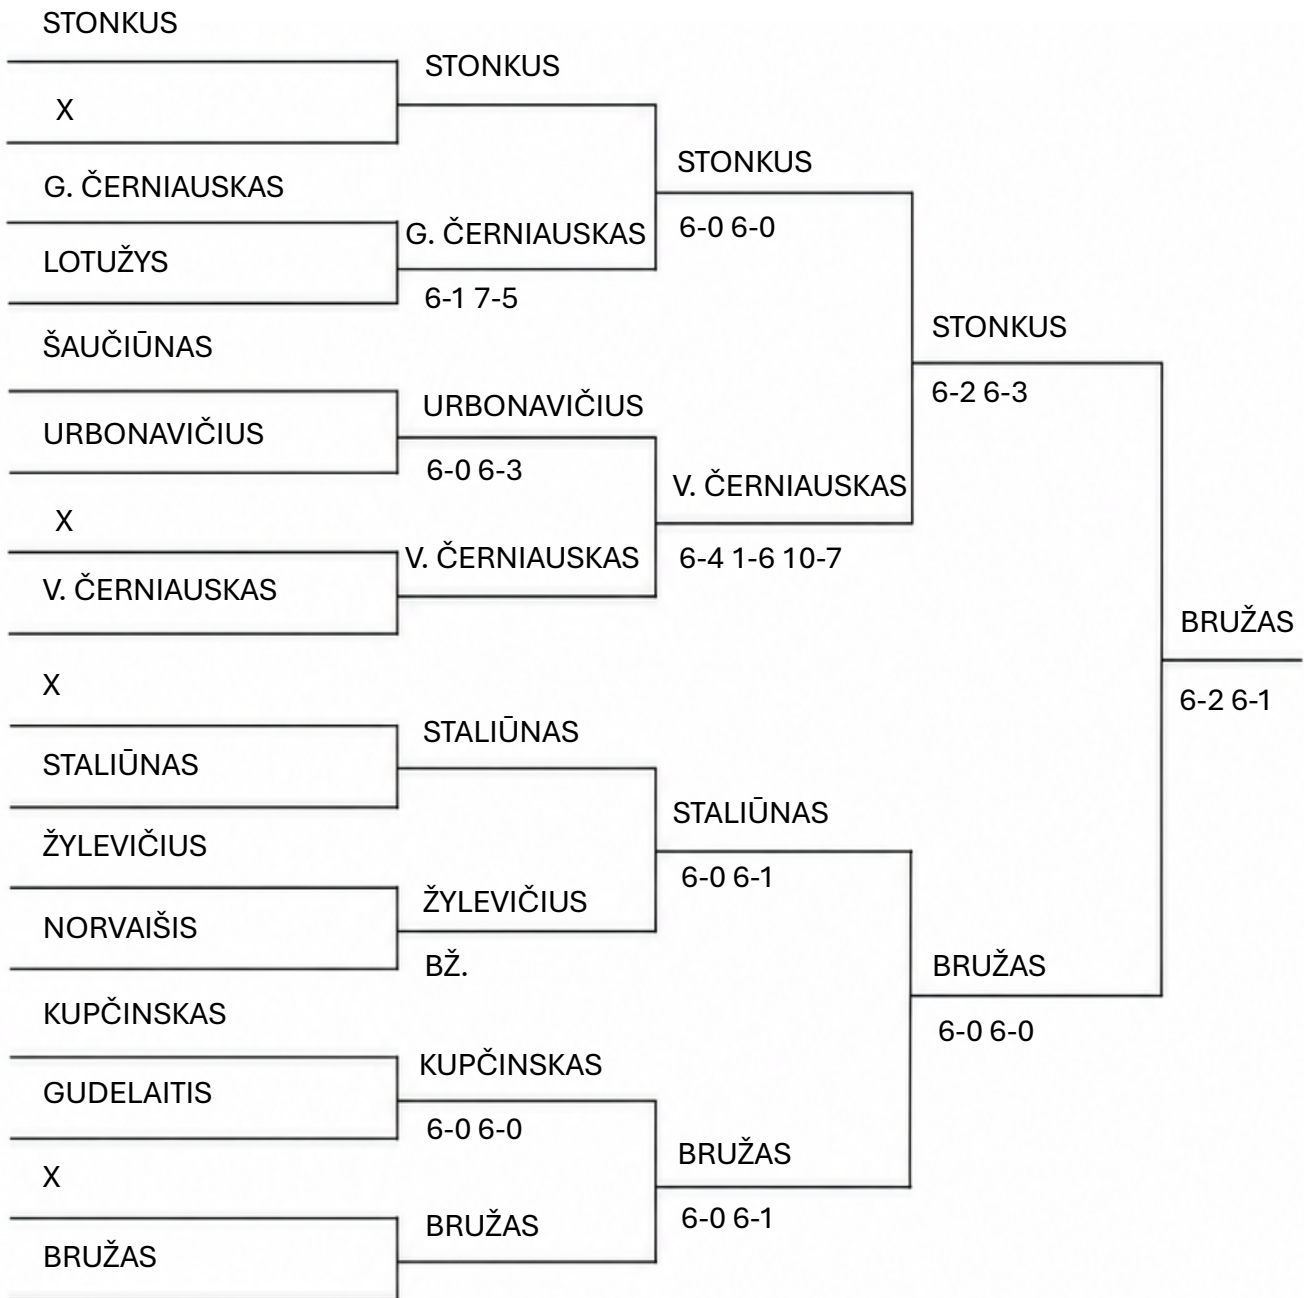 STONKUS
X
G. ČERNIAUSKAS
LOTUŽYS
ŠAUČIŪNAS
URBONAVIČIUS
X
V. ČERNIAUSKAS
X
STALIŪNAS
ŽYLEVIČIUS
NORVAIŠIS
KUPČINSKAS
GUDELAITIS
X
BRUŽAS
STONKUS
G. ČERNIAUSKAS
6-1 7-5
URBONAVIČIUS
6-0 6-3
V. ČERNIAUSKAS
STALIŪNAS
ŽYLEVIČIUS
BŽ.
KUPČINSKAS
6-0 6-0
BRUŽAS
STONKUS
6-0 6-0
V. ČERNIAUSKAS
6-4 1-6 10-7
STALIŪNAS
6-0 6-1
BRUŽAS
6-0 6-1
STONKUS
6-2 6-3
BRUŽAS
6-0 6-0
BRUŽAS
6-2 6-1